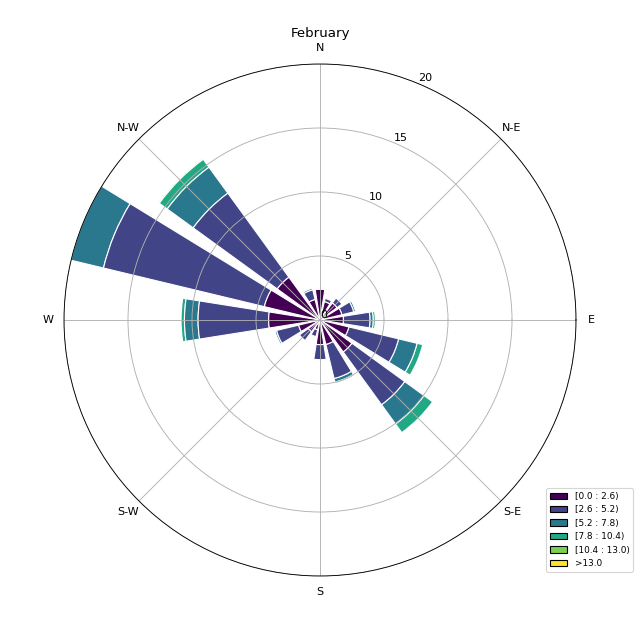 February
N
N-W
N-E
20
15
10
5
0
W
E
S-W
S-E
S
[0.0 : 2.6)
[2.6 : 5.2)
[5.2 : 7.8)
[7.8 : 10.4)
[10.4 : 13.0)
>13.0